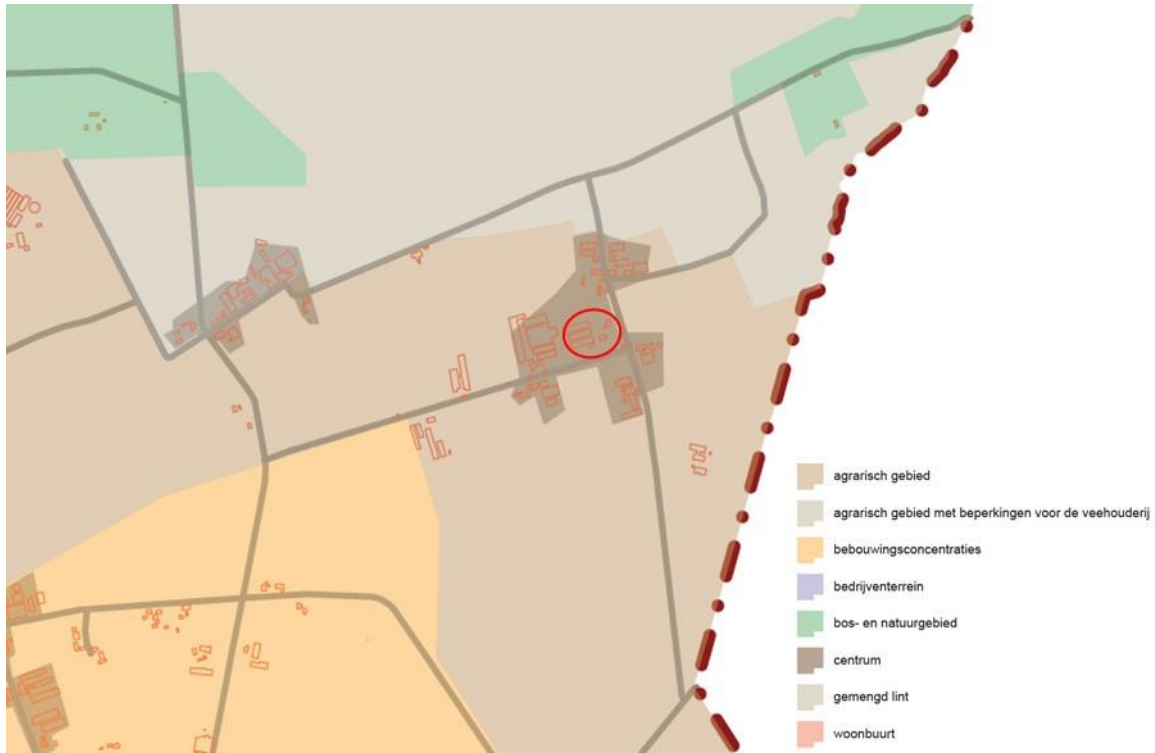 agrarisch gebied
agrarisch gebied met beperkingen voor de veehouderij
bebouwingsconcentraties
bedrijventerrein
bos- en natuurgebied
centrum
gemengd lint
woonbuurt